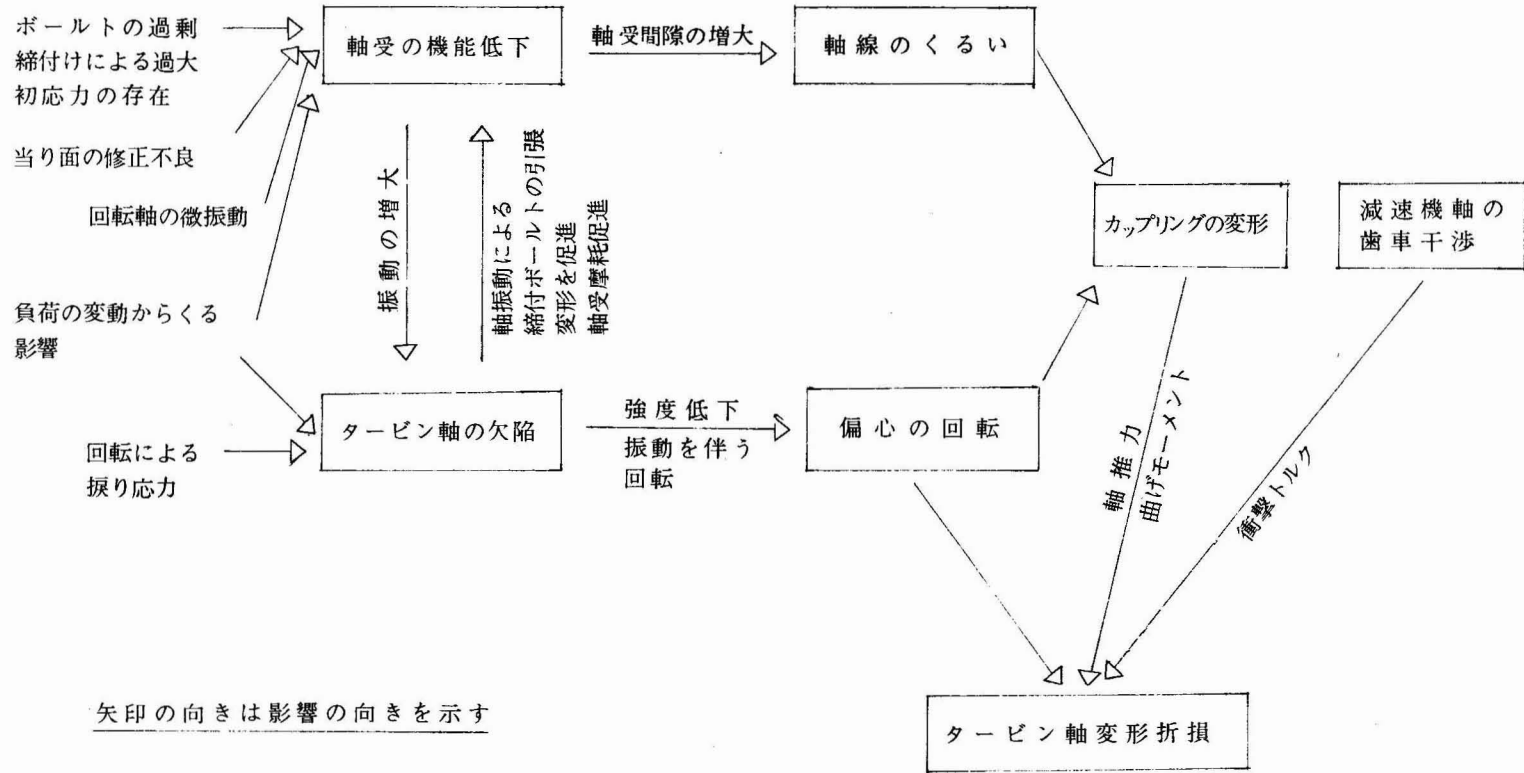 ボールトの過剰
締付けによる過大
初応力の存在
当り面の修正不良
回転軸の微振動
負荷の変動からくる
影響
回転による
捩り応力
軸受の機能低下
軸受間隙の増大
軸線のくるい
振動の増大
軸振動による
締付ボールトの引張
変形を促進
軸受摩耗促進
タービン軸の欠陥
強度低下
振動を伴う
回転
偏心の回転
カップリングの変形
減速機軸の
歯車干渉
軸推力
曲げモーメント
衝撃トルク
タービン軸変形折損
矢印の向きは影響の向きを示す